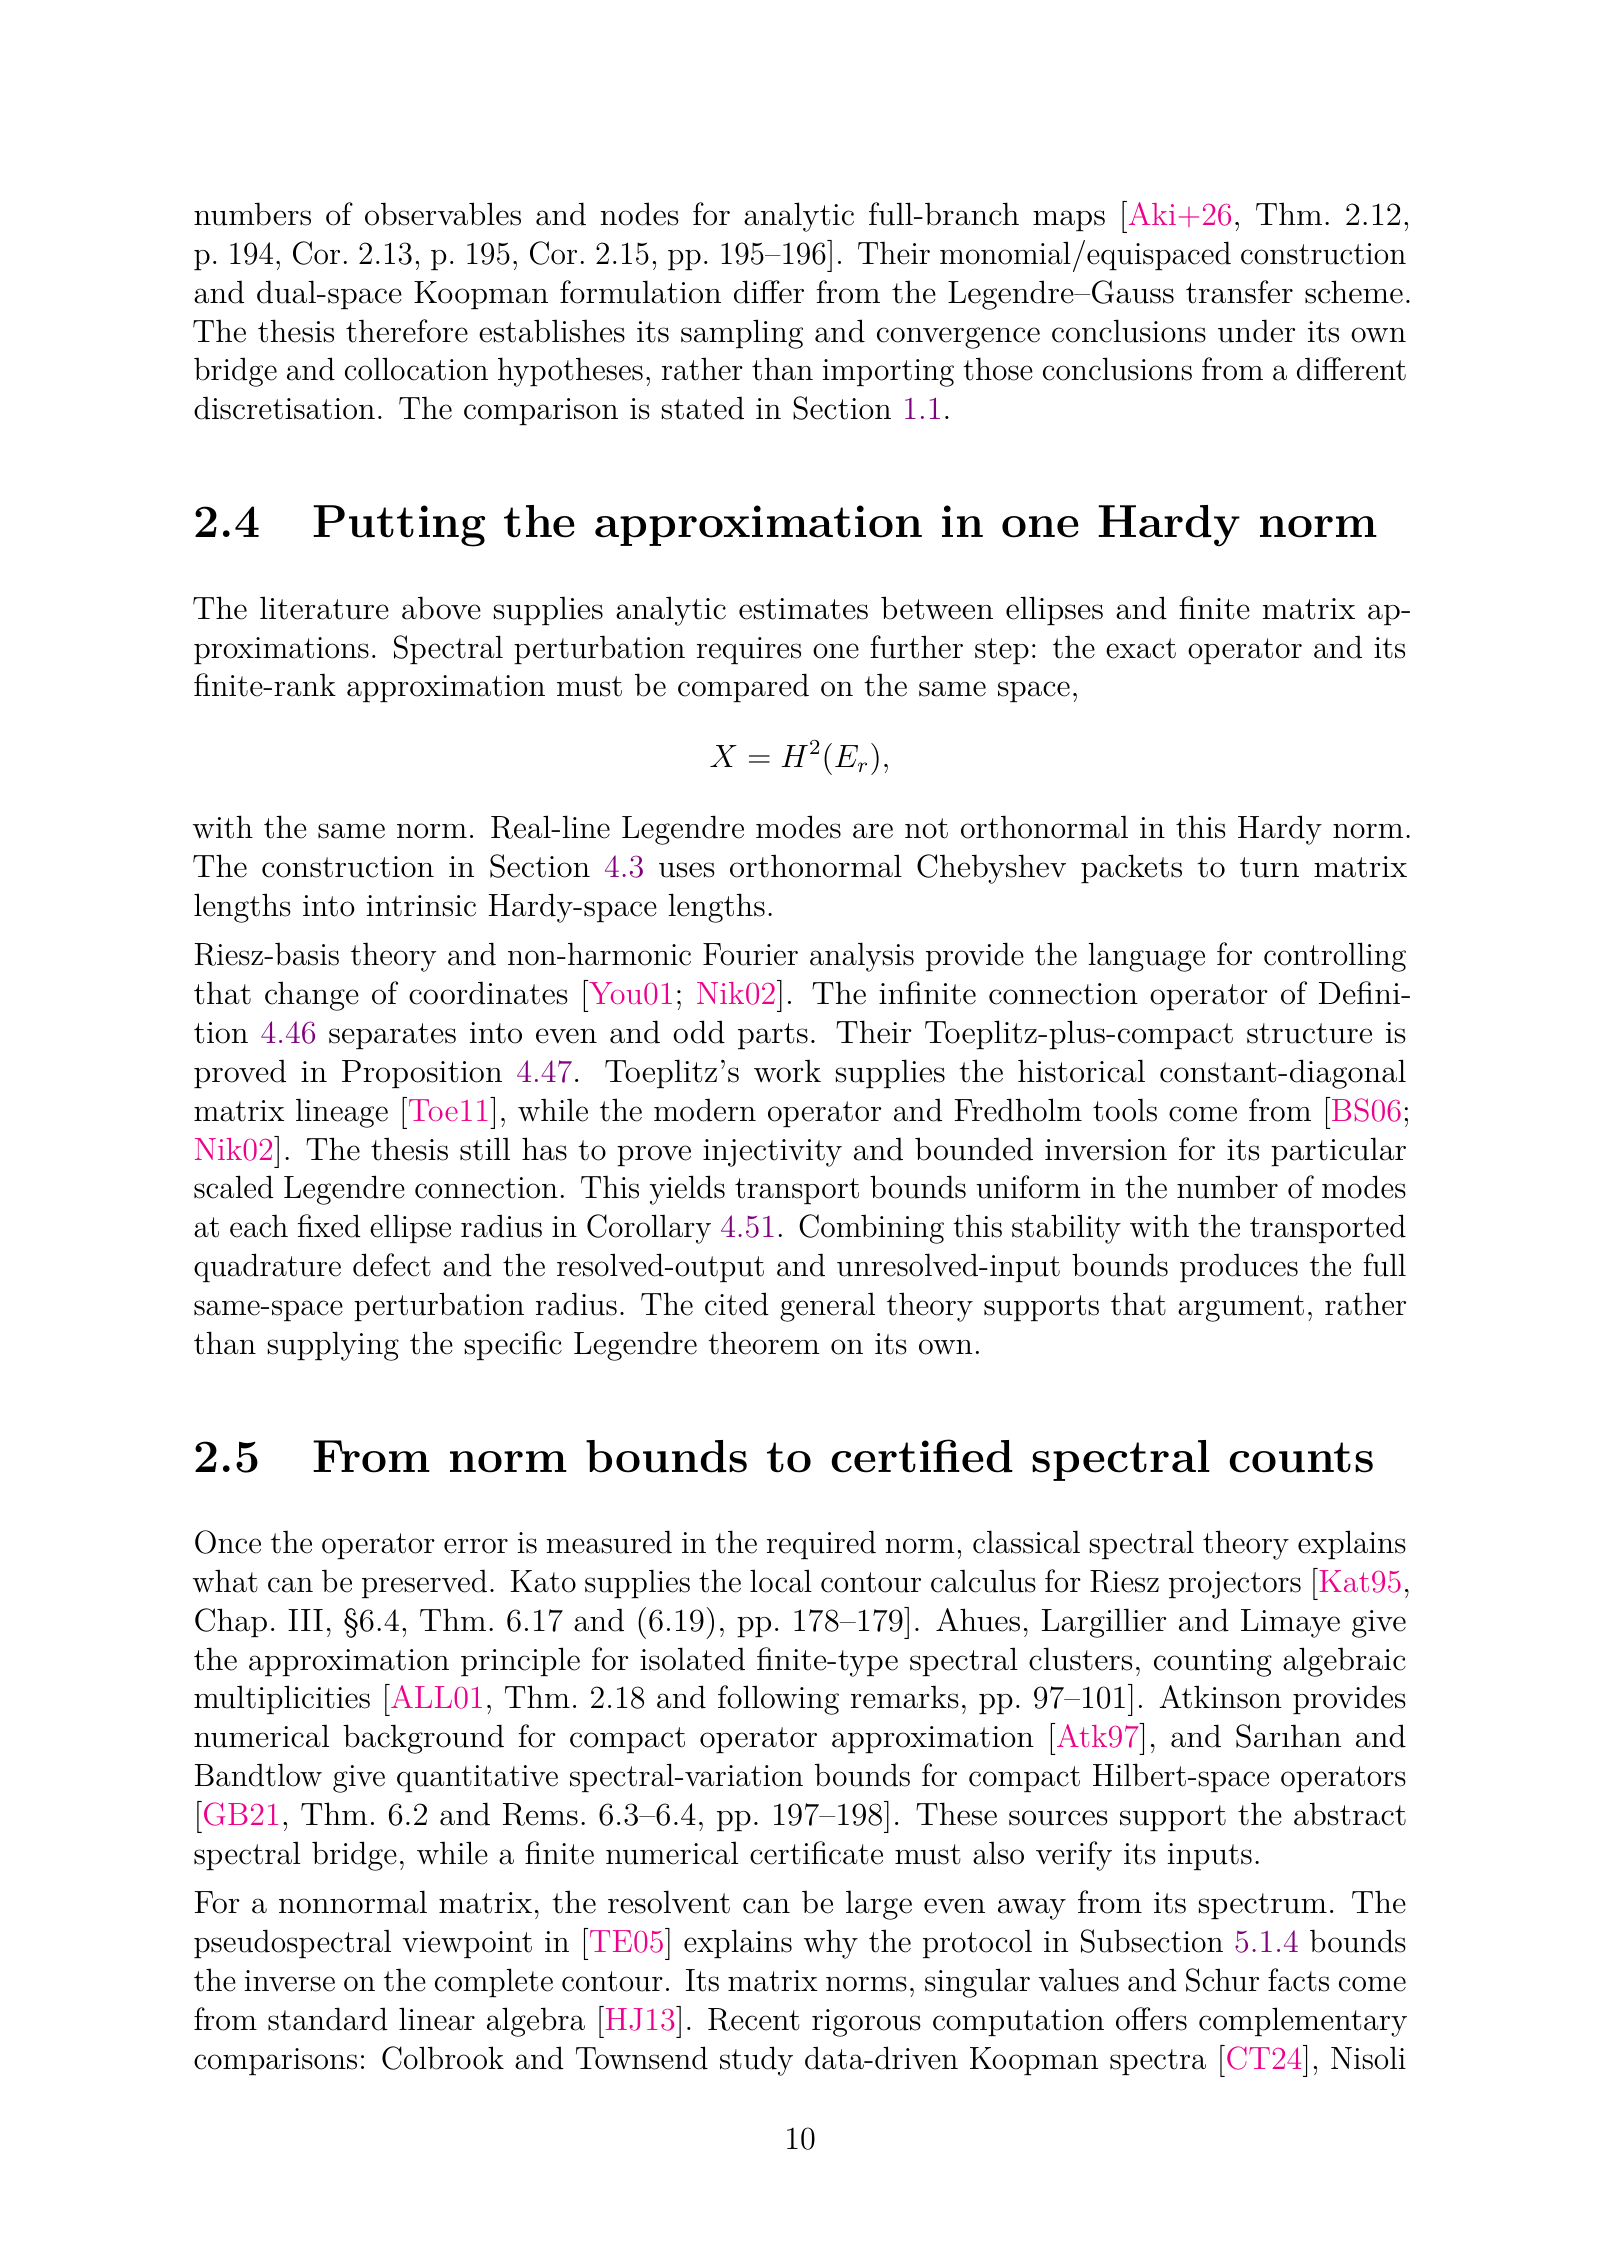 numbers of observables and nodes for analytic full-branch maps [Aki+26, Thm. 2.12,
p. 194, Cor. 2.13, p. 195, Cor. 2.15, pp. 195–196]. Their monomial/equispaced construction
and dual-space Koopman formulation differ from the Legendre–Gauss transfer scheme.
The thesis therefore establishes its sampling and convergence conclusions under its own
bridge and collocation hypotheses, rather than importing those conclusions from a different
discretisation. The comparison is stated in Section 1.1.
2.4 Putting the approximation in one Hardy norm
The literature above supplies analytic estimates between ellipses and finite matrix ap-
proximations. Spectral perturbation requires one further step: the exact operator and its
finite-rank approximation must be compared on the same space,
X = H²(E_r),
with the same norm. Real-line Legendre modes are not orthonormal in this Hardy norm.
The construction in Section 4.3 uses orthonormal Chebyshev packets to turn matrix
lengths into intrinsic Hardy-space lengths.
Riesz-basis theory and non-harmonic Fourier analysis provide the language for controlling
that change of coordinates [You01; Nik02]. The infinite connection operator of Defini-
tion 4.46 separates into even and odd parts. Their Toeplitz-plus-compact structure is
proved in Proposition 4.47. Toeplitz’s work supplies the historical constant-diagonal
matrix lineage [Toe11], while the modern operator and Fredholm tools come from [BS06;
Nik02]. The thesis still has to prove injectivity and bounded inversion for its particular
scaled Legendre connection. This yields transport bounds uniform in the number of modes
at each fixed ellipse radius in Corollary 4.51. Combining this stability with the transported
quadrature defect and the resolved-output and unresolved-input bounds produces the full
same-space perturbation radius. The cited general theory supports that argument, rather
than supplying the specific Legendre theorem on its own.
2.5 From norm bounds to certified spectral counts
Once the operator error is measured in the required norm, classical spectral theory explains
what can be preserved. Kato supplies the local contour calculus for Riesz projectors [Kat95,
Chap. III, §6.4, Thm. 6.17 and (6.19), pp. 178–179]. Ahues, Largillier and Limaye give
the approximation principle for isolated finite-type spectral clusters, counting algebraic
multiplicities [ALL01, Thm. 2.18 and following remarks, pp. 97–101]. Atkinson provides
numerical background for compact operator approximation [Atk97], and Sarıhan and
Bandtlow give quantitative spectral-variation bounds for compact Hilbert-space operators
[GB21, Thm. 6.2 and Rems. 6.3–6.4, pp. 197–198]. These sources support the abstract
spectral bridge, while a finite numerical certificate must also verify its inputs.
For a nonnormal matrix, the resolvent can be large even away from its spectrum. The
pseudospectral viewpoint in [TE05] explains why the protocol in Subsection 5.1.4 bounds
the inverse on the complete contour. Its matrix norms, singular values and Schur facts come
from standard linear algebra [HJ13]. Recent rigorous computation offers complementary
comparisons: Colbrook and Townsend study data-driven Koopman spectra [CT24], Nisoli
10